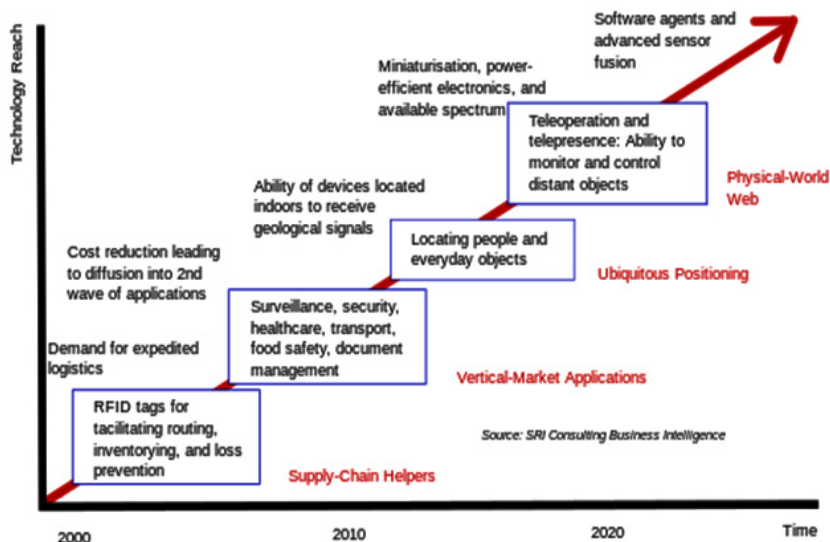 Technology Reach
Software agents and
advanced sensor
fusion
Miniaturisation, power-
efficient electronics, and
available spectrum
Teleoperation and
telepresence: Ability to
monitor and control
distant objects
Physical-World
Web
Ability of devices located
indoors to receive
geological signals
Locating people and
everyday objects
Ubiquitous Positioning
Cost reduction leading
to diffusion into 2nd
wave of applications
Surveillance, security,
healthcare, transport,
food safety, document
management
Vertical-Market Applications
Demand for expedited
logistics
RFID tags for
tacilitating routing,
inventorying, and loss
prevention
Supply-Chain Helpers
Source: SRI Consulting Business Intelligence
2000
2010
2020
Time